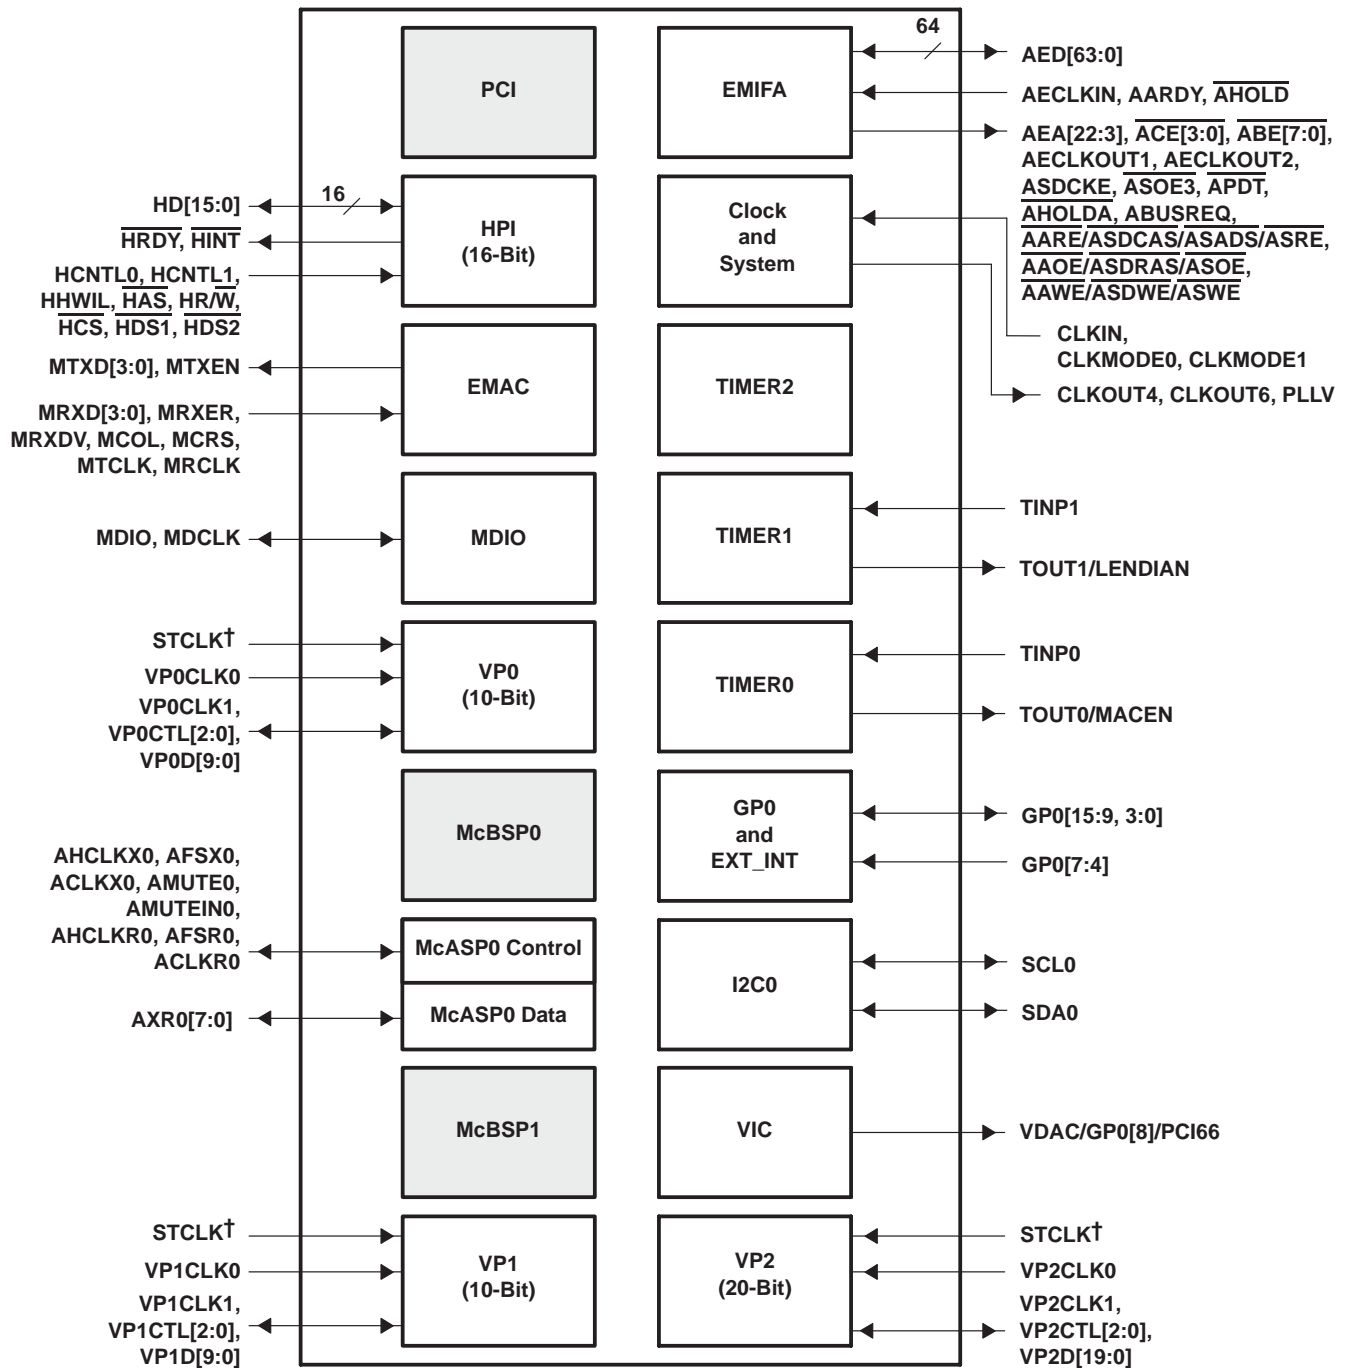 64
PCI
EMIFA
AED[63:0]
AECLKIN, AARDY, AHOLD
AEA[22:3], ACE[3:0], ABE[7:0],
AECLKOUT1, AECLKOUT2,
ASDCKE, ASOE3, APDT,
AHOLDA, ABUSREQ,
AARE/ASDCAS/ASADS/ASRE,
AAOE/ASDRAS/ASOE,
AAWE/ASDWE/ASWE
HD[15:0]
16
HRDY, HINT
HCNTL0, HCNTL1,
HHWIL, HAS, HR/W,
HCS, HDS1, HDS2
HPI
(16-Bit)
Clock
and
System
CLKIN,
CLKMODE0, CLKMODE1
CLKOUT4, CLKOUT6, PLLV
MTXD[3:0], MTXEN
MRXD[3:0], MRXER,
MRXDV, MCOL, MCRS,
MTCLK, MRCLK
EMAC
TIMER2
MDIO, MDCLK
MDIO
TIMER1
TINP1
TOUT1/LENDIAN
STCLK†
VP0CLK0
VP0CLK1,
VP0CTL[2:0],
VP0D[9:0]
VP0
(10-Bit)
TIMER0
TINP0
TOUT0/MACEN
McBSP0
GP0
and
EXT_INT
GP0[15:9, 3:0]
GP0[7:4]
AHCLKX0, AFSX0,
ACLKX0, AMUTE0,
AMUTEIN0,
AHCLKR0, AFSR0,
ACLKR0
McASP0 Control
AXR0[7:0]
McASP0 Data
I2C0
SCL0
SDA0
McBSP1
VIC
VDAC/GP0[8]/PCI66
STCLK†
VP1CLK0
VP1CLK1,
VP1CTL[2:0],
VP1D[9:0]
VP1
(10-Bit)
VP2
(20-Bit)
STCLK†
VP2CLK0
VP2CLK1,
VP2CTL[2:0],
VP2D[19:0]